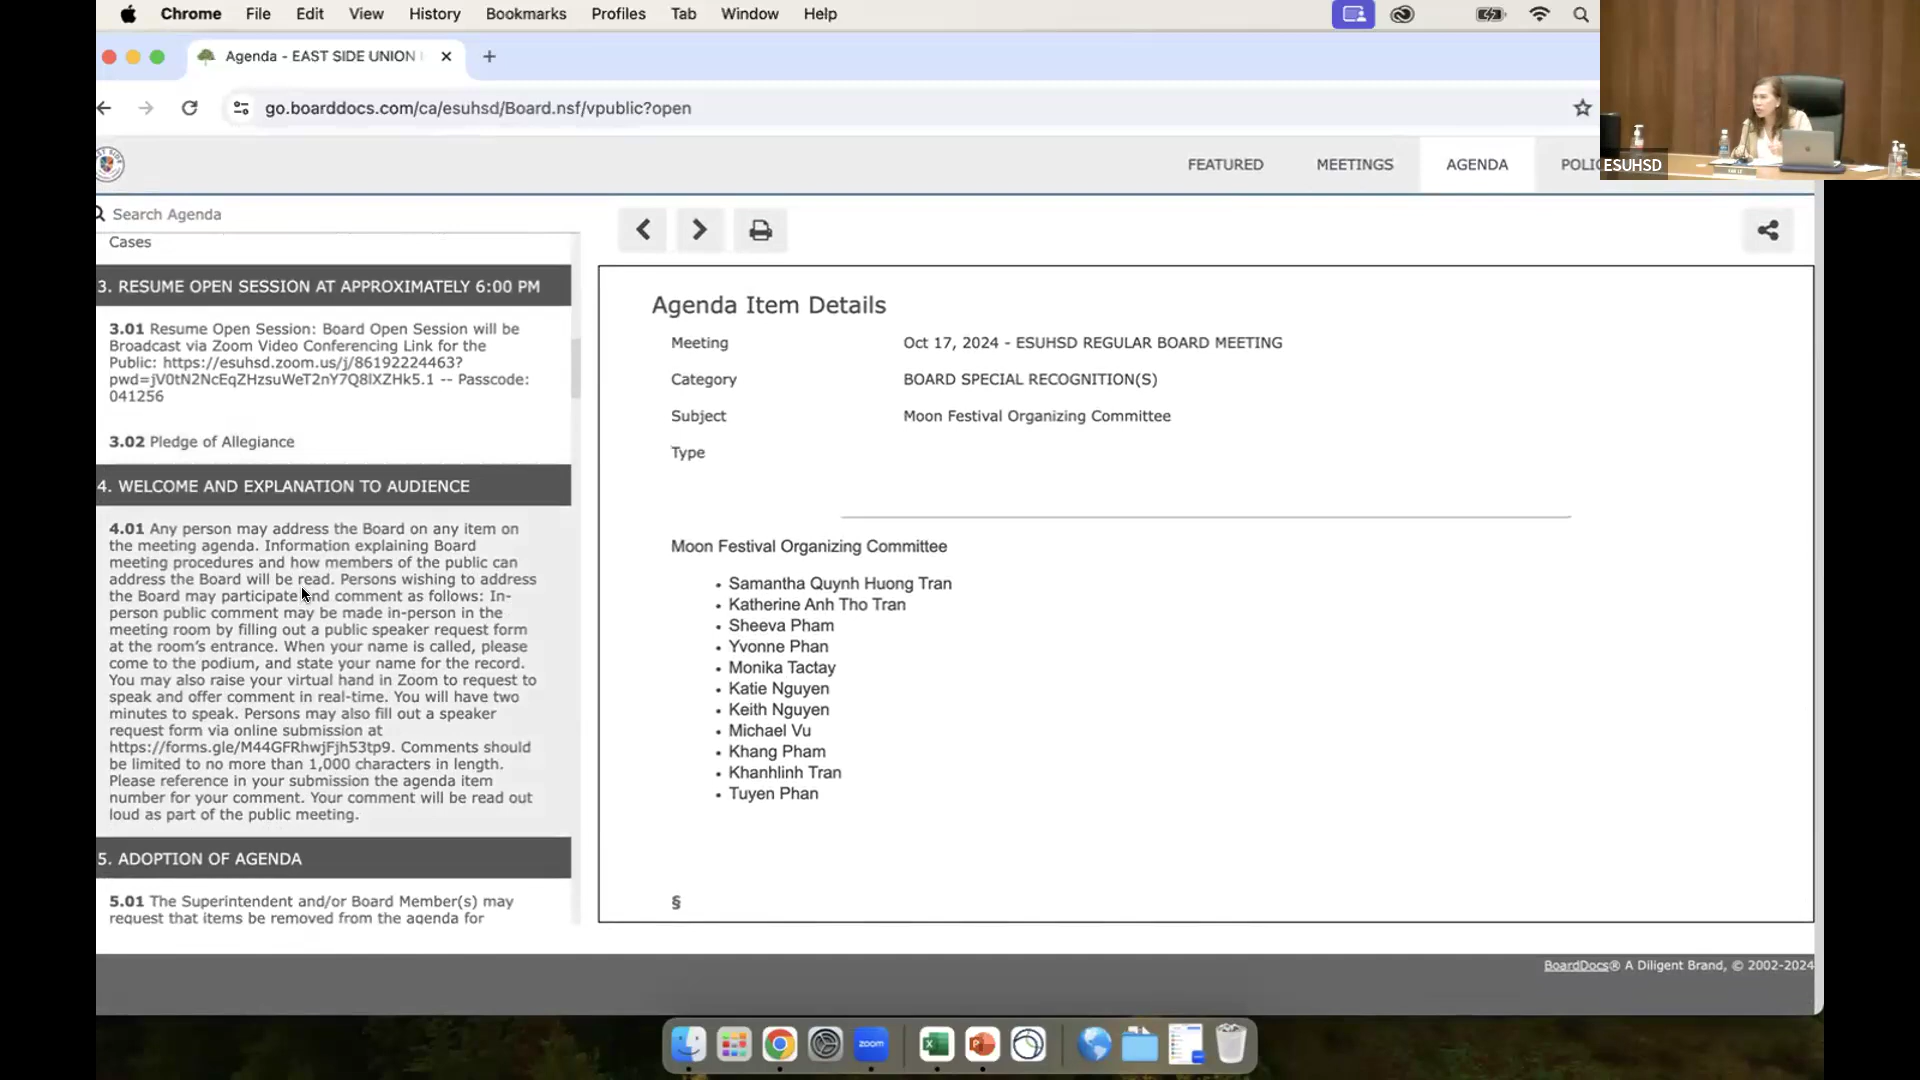 Chrome File Edit View History Bookmarks Profiles Tab Window Help
Agenda - EAST SIDE UNION
go.boarddocs.com/ca/esuhsd/Board.nsf/vpublic?open
ESUHSD
FEATURED MEETINGS AGENDA POLIC
Search Agenda
Cases
3. RESUME OPEN SESSION AT APPROXIMATELY 6:00 PM
3.01 Resume Open Session: Board Open Session will be
Broadcast via Zoom Video Conferencing Link for the
Public: https://esuhsd.zoom.us/j/86192224463?
pwd=jV0tN2NcEqZHzsuWeT2nY7Q8lXZHk5.1 -- Passcode:
041256
3.02 Pledge of Allegiance
4. WELCOME AND EXPLANATION TO AUDIENCE
4.01 Any person may address the Board on any item on
the meeting agenda. Information explaining Board
meeting procedures and how members of the public can
address the Board will be read. Persons wishing to address
the Board may participate and comment as follows: In-
person public comment may be made in-person in the
meeting room by filling out a public speaker request form
at the room's entrance. When your name is called, please
come to the podium, and state your name for the record.
You may also raise your virtual hand in Zoom to request to
speak and offer comment in real-time. You will have two
minutes to speak. Persons may also fill out a speaker
request form via online submission at
https://forms.gle/M44GFRhwjFjh53tp9. Comments should
be limited to no more than 1,000 characters in length.
Please reference in your submission the agenda item
number for your comment. Your comment will be read out
loud as part of the public meeting.
5. ADOPTION OF AGENDA
5.01 The Superintendent and/or Board Member(s) may
request that items be removed from the agenda for
Agenda Item Details
Meeting Oct 17, 2024 - ESUHSD REGULAR BOARD MEETING
Category BOARD SPECIAL RECOGNITION(S)
Subject Moon Festival Organizing Committee
Type
Moon Festival Organizing Committee
• Samantha Quynh Huong Tran
• Katherine Anh Tho Tran
• Sheeva Pham
• Yvonne Phan
• Monika Tactay
• Katie Nguyen
• Keith Nguyen
• Michael Vu
• Khang Pham
• Khanhlinh Tran
• Tuyen Phan
§
BoardDocs® A Diligent Brand, © 2002-2024
zoom